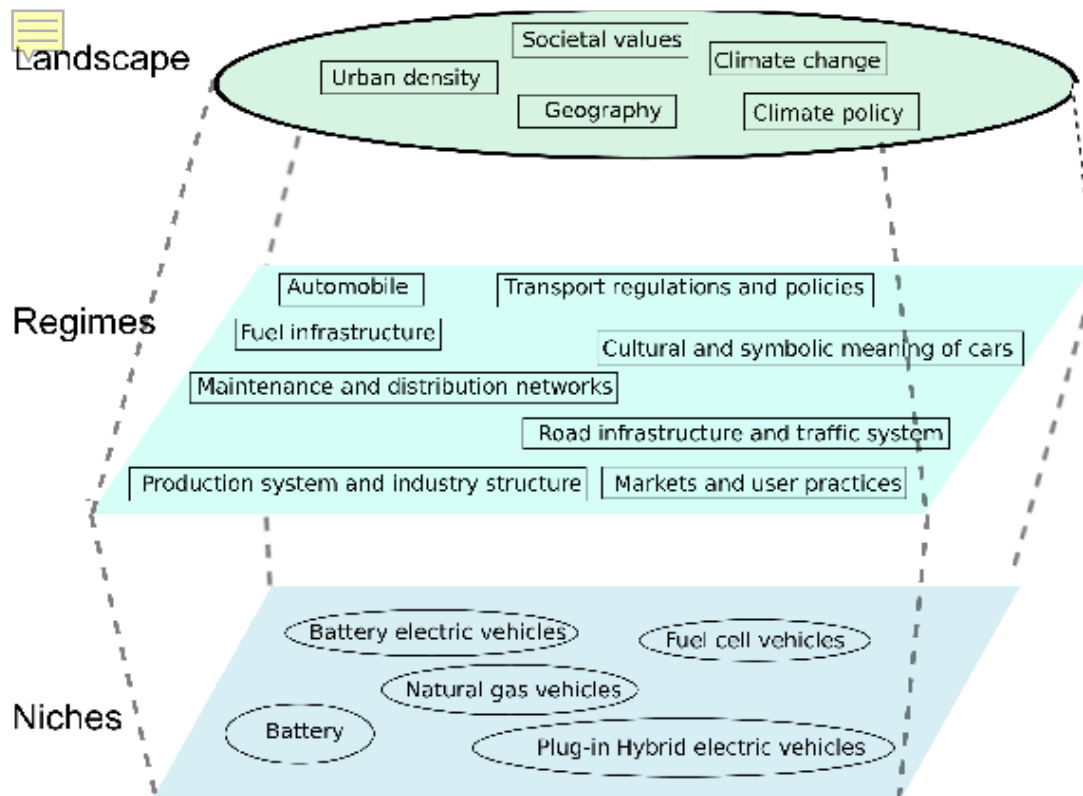 Landscape
Societal values
Climate change
Urban density
Geography
Climate policy
Regimes
Automobile
Transport regulations and policies
Fuel infrastructure
Cultural and symbolic meaning of cars
Maintenance and distribution networks
Road infrastructure and traffic system
Production system and industry structure
Markets and user practices
Niches
Battery electric vehicles
Fuel cell vehicles
Natural gas vehicles
Battery
Plug-in Hybrid electric vehicles